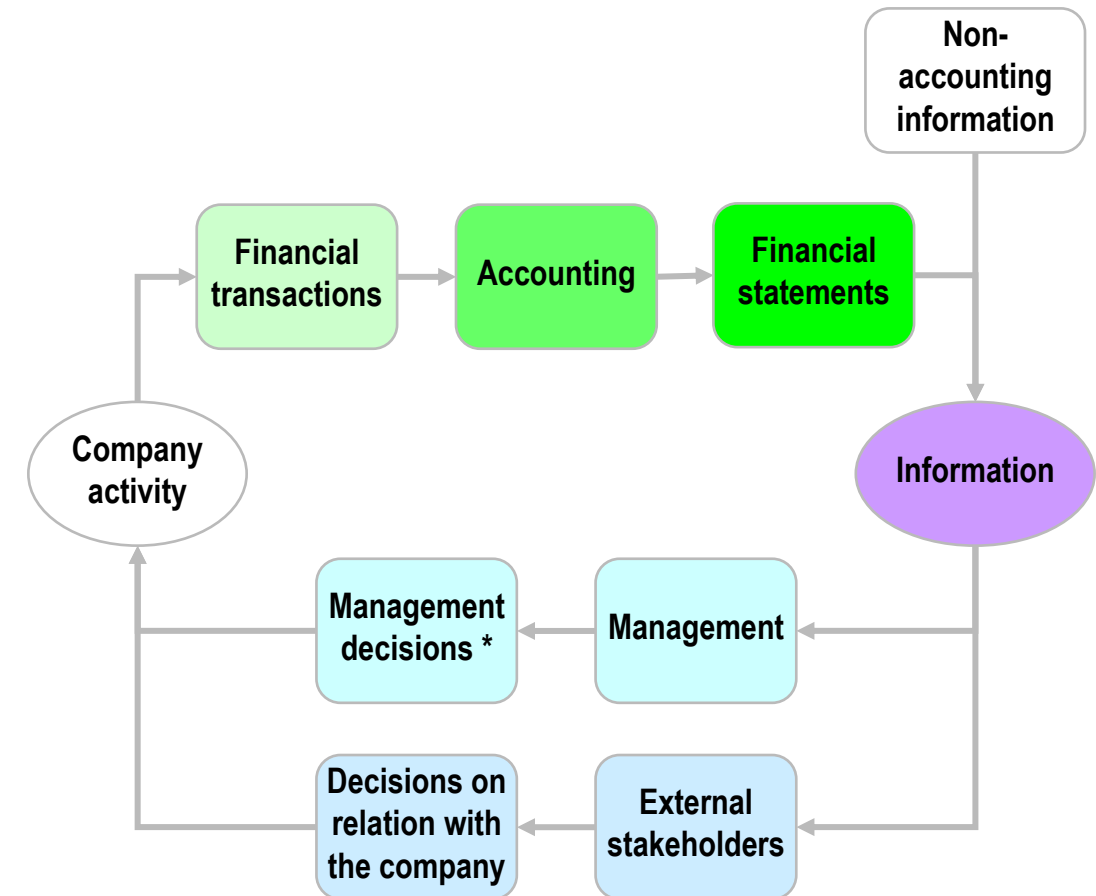 Non-
accounting
information
Financial
transactions
Accounting
Financial
statements
Company
activity
Information
Management
decisions *
Management
Decisions on
relation with
the company
External
stakeholders